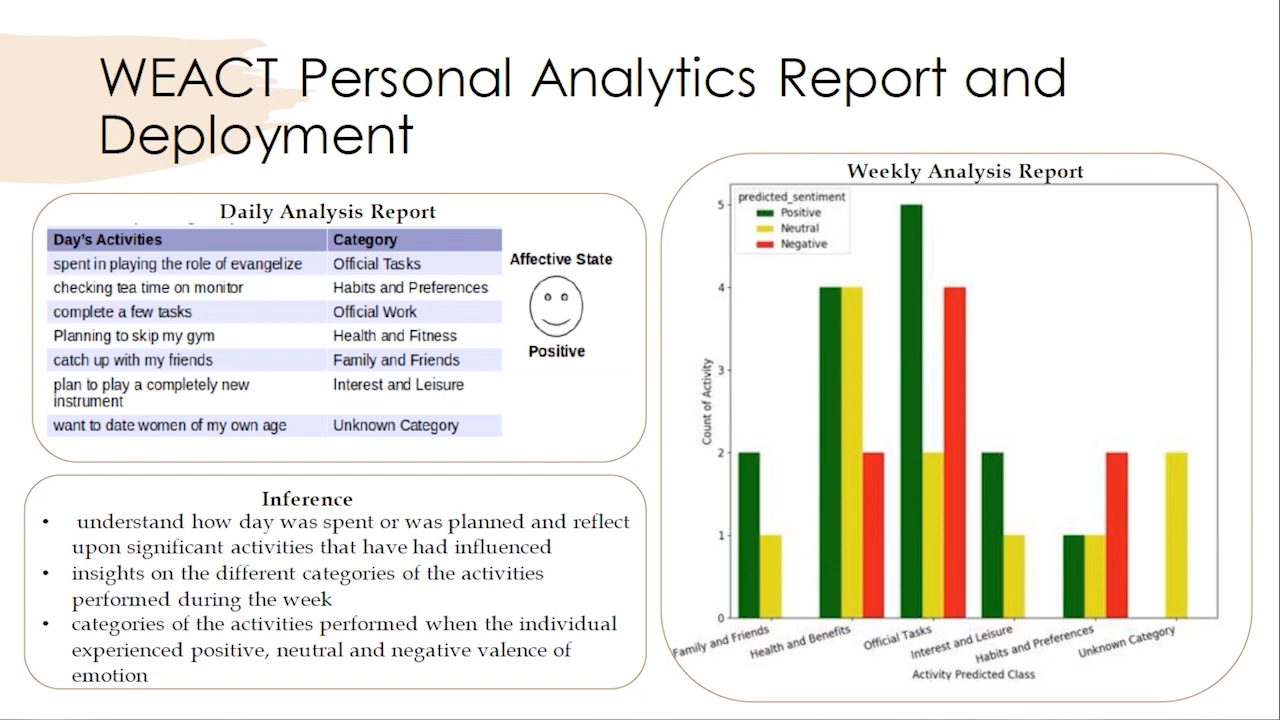 WEACT Personal Analytics Report and
Deployment
Daily Analysis Report
Day's Activities Category
spent in playing the role of evangelize Official Tasks
checking tea time on monitor Habits and Preferences
complete a few tasks Official Work
Planning to skip my gym Health and Fitness
catch up with my friends Family and Friends
plan to play a completely new Interest and Leisure
instrument
want to date women of my own age Unknown Category
Affective State
Positive
Inference
• understand how day was spent or was planned and reflect
upon significant activities that have had influenced
• insights on the different categories of the activities
performed during the week
• categories of the activities performed when the individual
experienced positive, neutral and negative valence of
emotion
Weekly Analysis Report
predicted_sentiment
Positive
Neutral
Negative
5
4
3
2
1
0
Count of Activity
Family and Friends
Health and Benefits
Official Tasks
Interest and Leisure
Habits and Preferences
Unknown Category
Activity Predicted Class